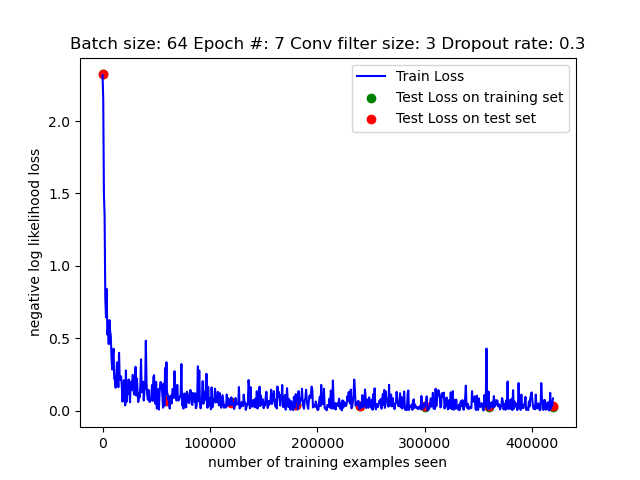 Batch size: 64 Epoch #: 7 Conv filter size: 3 Dropout rate: 0.3
Train Loss
Test Loss on training set
Test Loss on test set
negative log likelihood loss
2.0
1.5
1.0
0.5
0.0
0 100000 200000 300000 400000
number of training examples seen